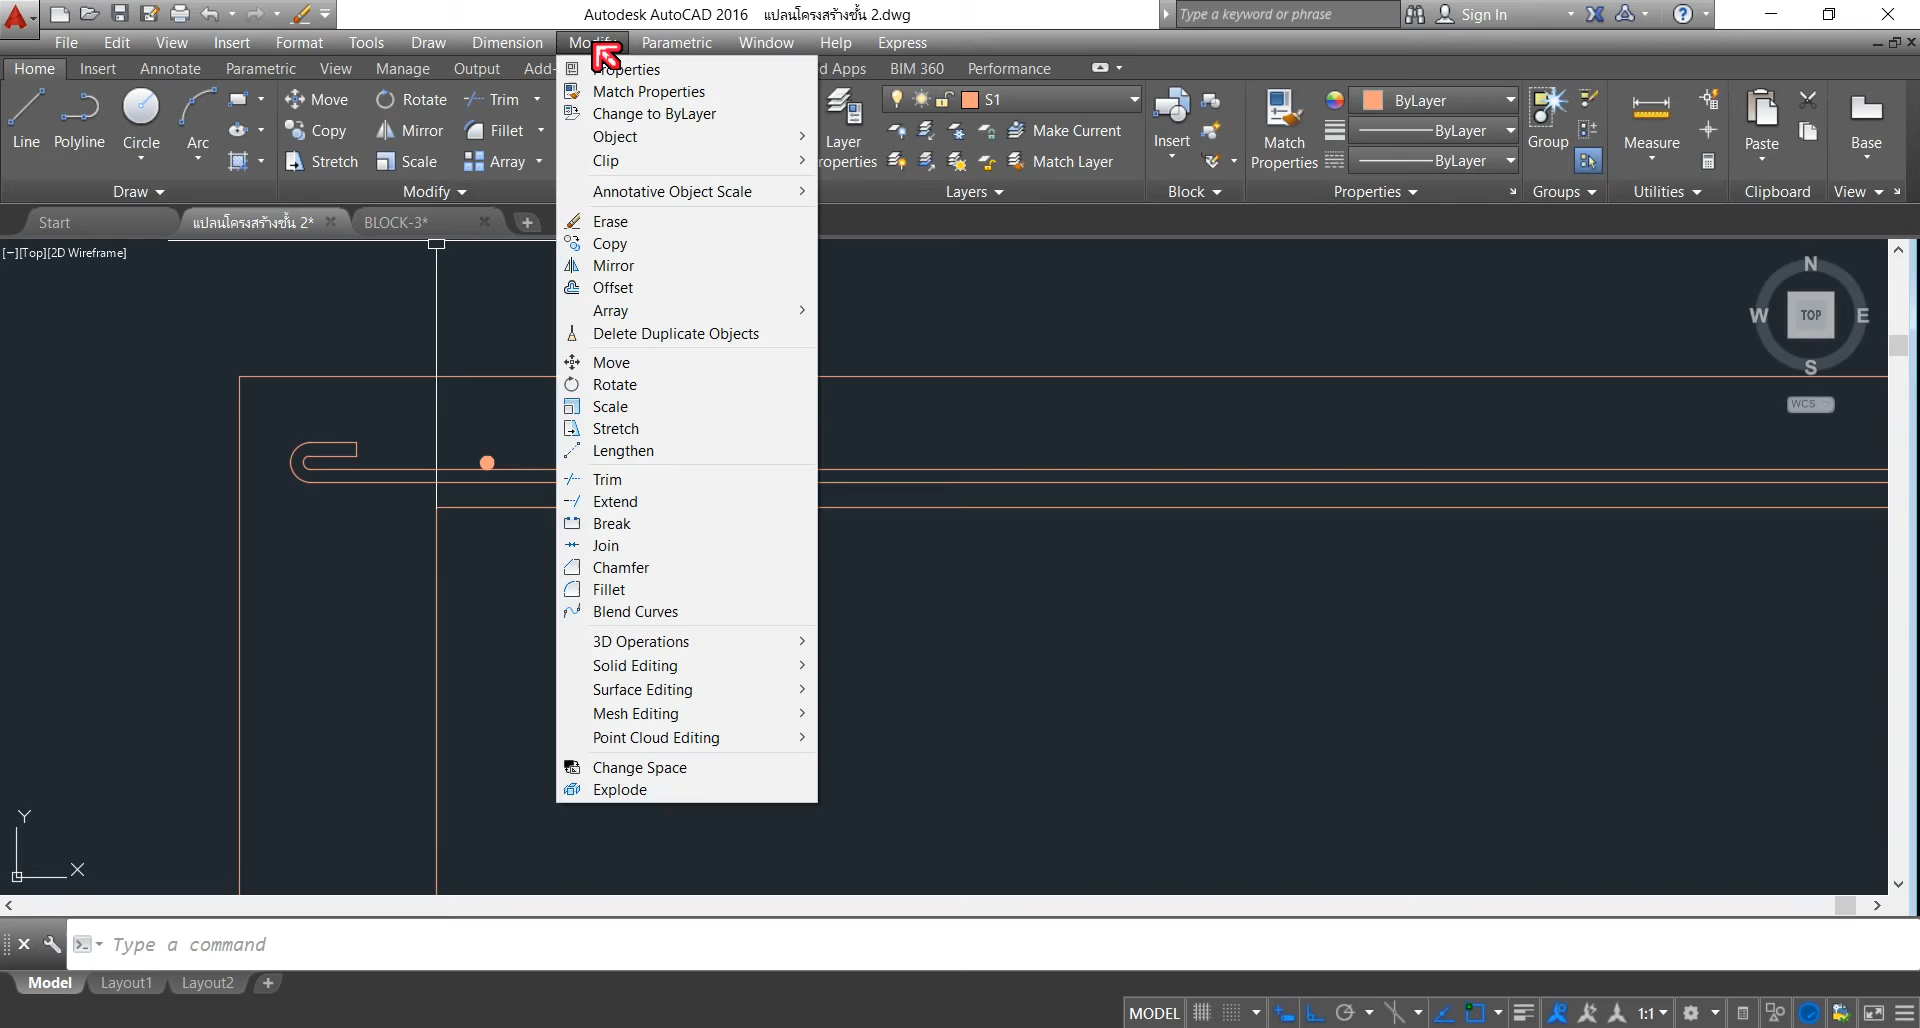 Autodesk AutoCAD 2016 แปลนโครงสร้างชั้น 2.dwg
Type a keyword or phrase
Sign In
File Edit View Insert Format Tools Draw Dimension Modify Parametric Window Help Express
Home Insert Annotate Parametric View Manage Output Add- d Apps BIM 360 Performance
Line Polyline Circle Arc
Draw
Move Rotate Trim
Copy Mirror Fillet
Stretch Scale Array
Modify
Layer
roperties
S1
Make Current
Match Layer
Layers
Insert
Block
Match
Properties
ByLayer
ByLayer
ByLayer
Properties
Group
Groups
Measure
Utilities
Paste
Clipboard
Base
View
Start
แปลนโครงสร้างชั้น 2*
BLOCK-3*
[−][Top][2D Wireframe]
Properties
Match Properties
Change to ByLayer
Object
Clip
Annotative Object Scale
Erase
Copy
Mirror
Offset
Array
Delete Duplicate Objects
Move
Rotate
Scale
Stretch
Lengthen
Trim
Extend
Break
Join
Chamfer
Fillet
Blend Curves
3D Operations
Solid Editing
Surface Editing
Mesh Editing
Point Cloud Editing
Change Space
Explode
N
W TOP E
S
WCS
Y
X
Type a command
Model Layout1 Layout2
MODEL
1:1